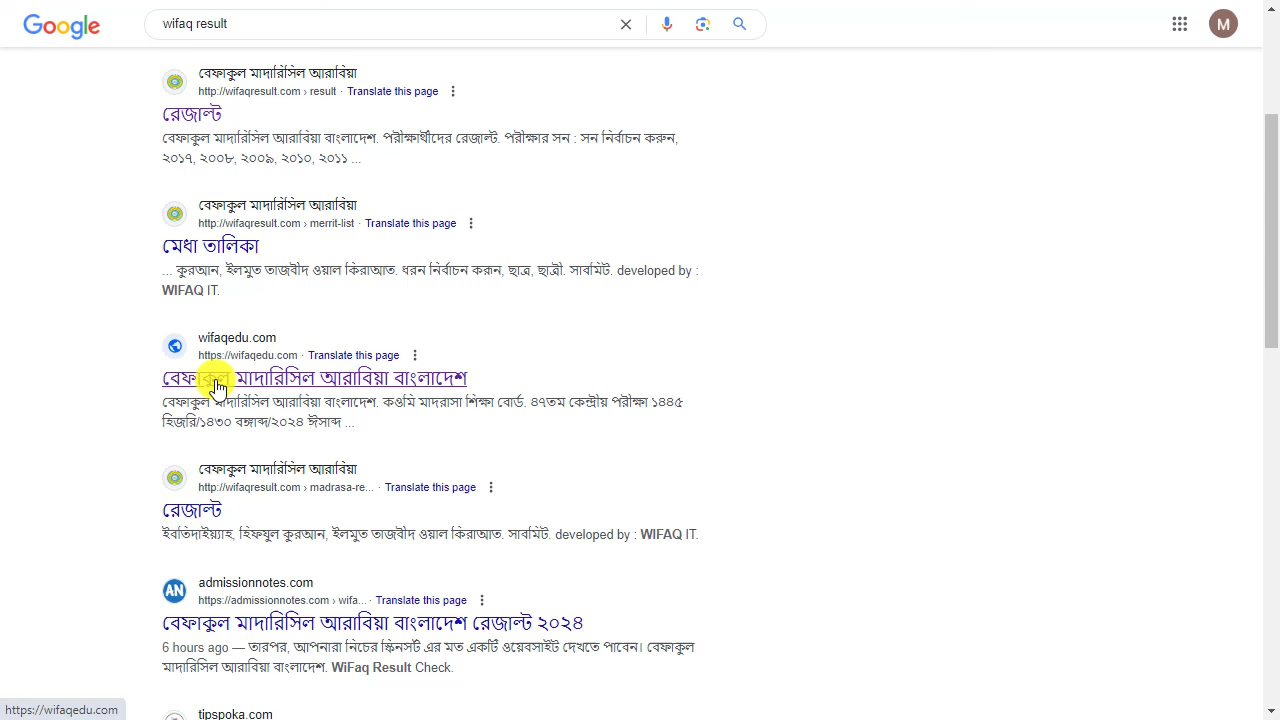 Google
wifaq result
M
বেফাকুল মাদারিসিল আরাবিয়া
http://wifaqresult.com › result · Translate this page
রেজাল্ট
বেফাকুল মাদারিসিল আরাবিয়া বাংলাদেশ. পরীক্ষার্থীদের রেজাল্ট. পরীক্ষার সন : সন নির্বাচন করুন,
২০১৭, ২০০৮, ২০০৯, ২০১০, ২০১১ ...
বেফাকুল মাদারিসিল আরাবিয়া
http://wifaqresult.com › merrit-list · Translate this page
মেধা তালিকা
... কুরআন, ইলমুত তাজবীদ ওয়াল কিরাআত. ধরন নির্বাচন করুন, ছাত্র, ছাত্রী. সাবমিট. developed by :
WIFAQ IT.
wifaqedu.com
https://wifaqedu.com · Translate this page
বেফাকুল মাদারিসিল আরাবিয়া বাংলাদেশ
বেফাকুল মাদারিসিল আরাবিয়া বাংলাদেশ. কওমি মাদরাসা শিক্ষা বোর্ড. ৪৭তম কেন্দ্রীয় পরীক্ষা ১৪৪৫
হিজরি/১৪৩০ বঙ্গাব্দ/২০২৪ ঈসাব্দ ...
বেফাকুল মাদারিসিল আরাবিয়া
http://wifaqresult.com › madrasa-re... · Translate this page
রেজাল্ট
ইবতিদাইয়্যাহ, হিফযুল কুরআন, ইলমুত তাজবীদ ওয়াল কিরাআত. সাবমিট. developed by : WIFAQ IT.
AN
admissionnotes.com
https://admissionnotes.com › wifa... · Translate this page
বেফাকুল মাদারিসিল আরাবিয়া বাংলাদেশ রেজাল্ট ২০২৪
6 hours ago — তারপর, আপনারা নিচের স্কিনসর্ট এর মত একটি ওয়েবসাইট দেখতে পাবেন। বেফাকুল
মাদারিসিল আরাবিয়া বাংলাদেশ. WiFaq Result Check.
tipspoka.com
https://wifaqedu.com